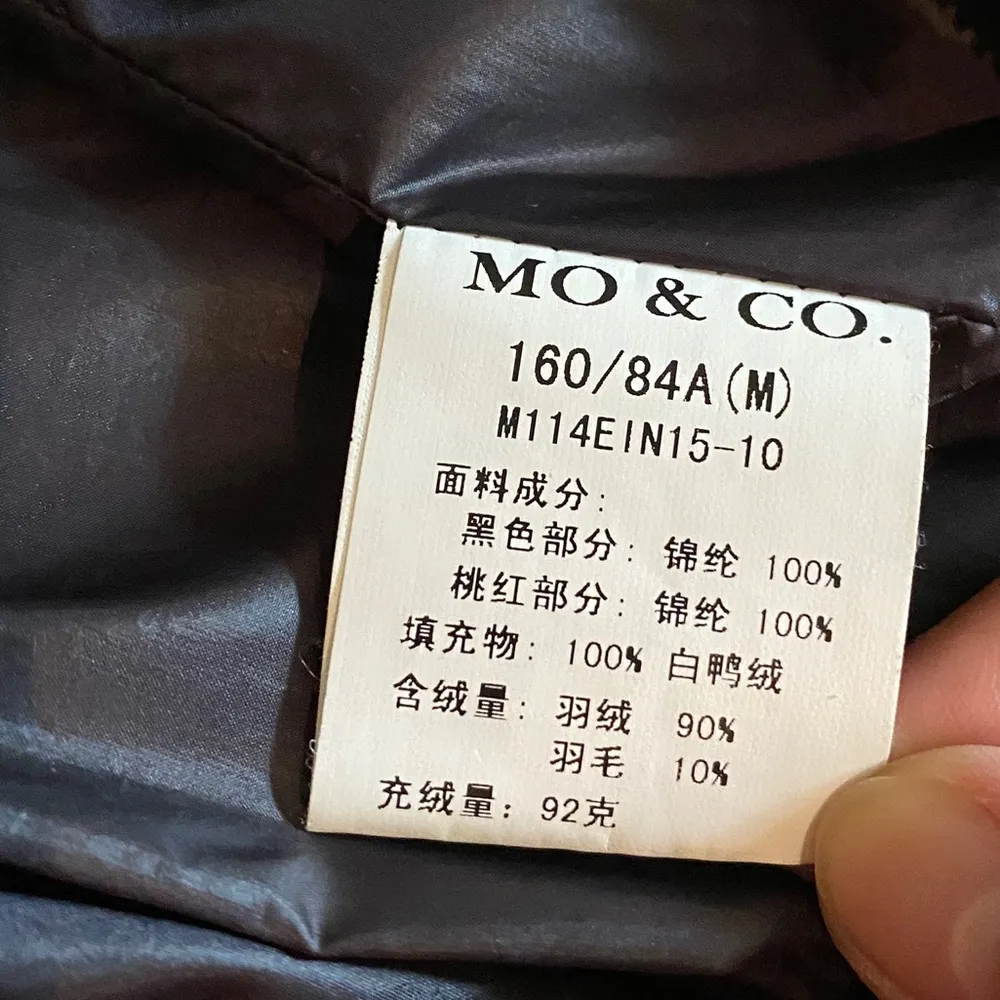 MO & CO.
160/84A(M)
M114EIN15-10
面料成分:
黑色部分: 锦纶 100%
桃红部分: 锦纶 100%
填充物: 100% 白鸭绒
含绒量: 羽绒 90%
羽毛 10%
充绒量: 92克